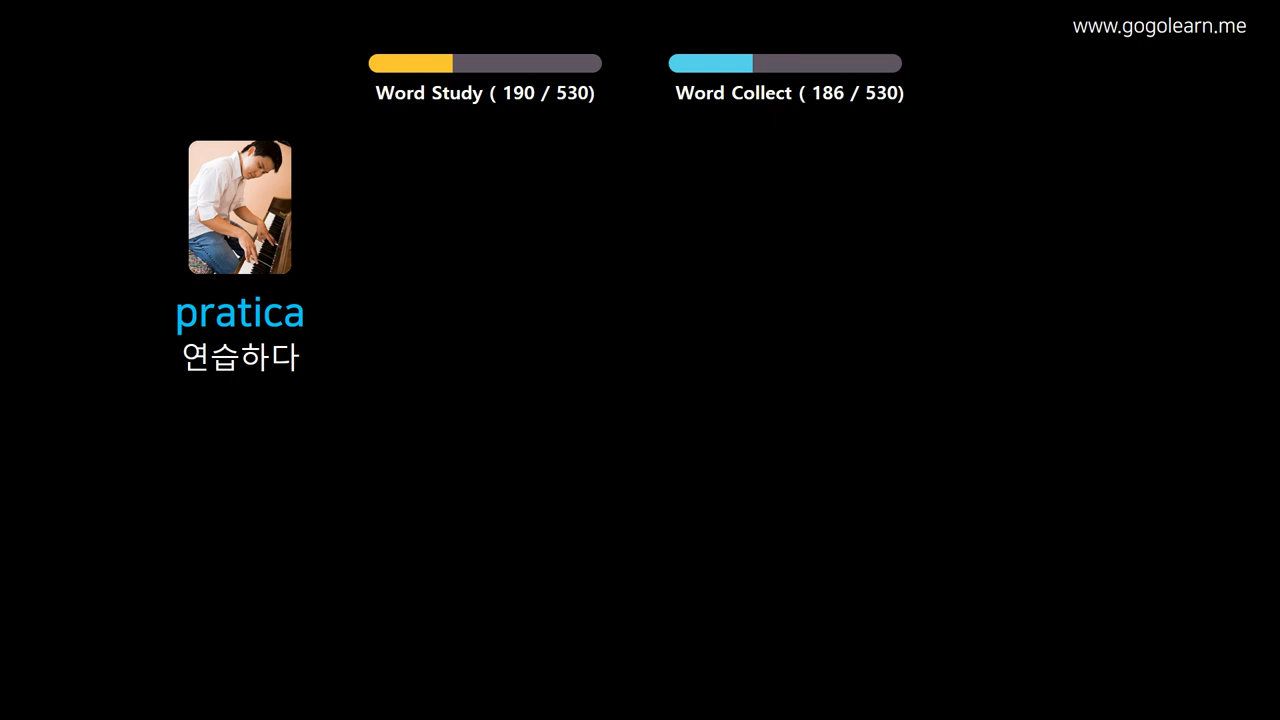 www.gogolearn.me
Word Study ( 190 / 530)
Word Collect ( 186 / 530)
pratica
연습하다